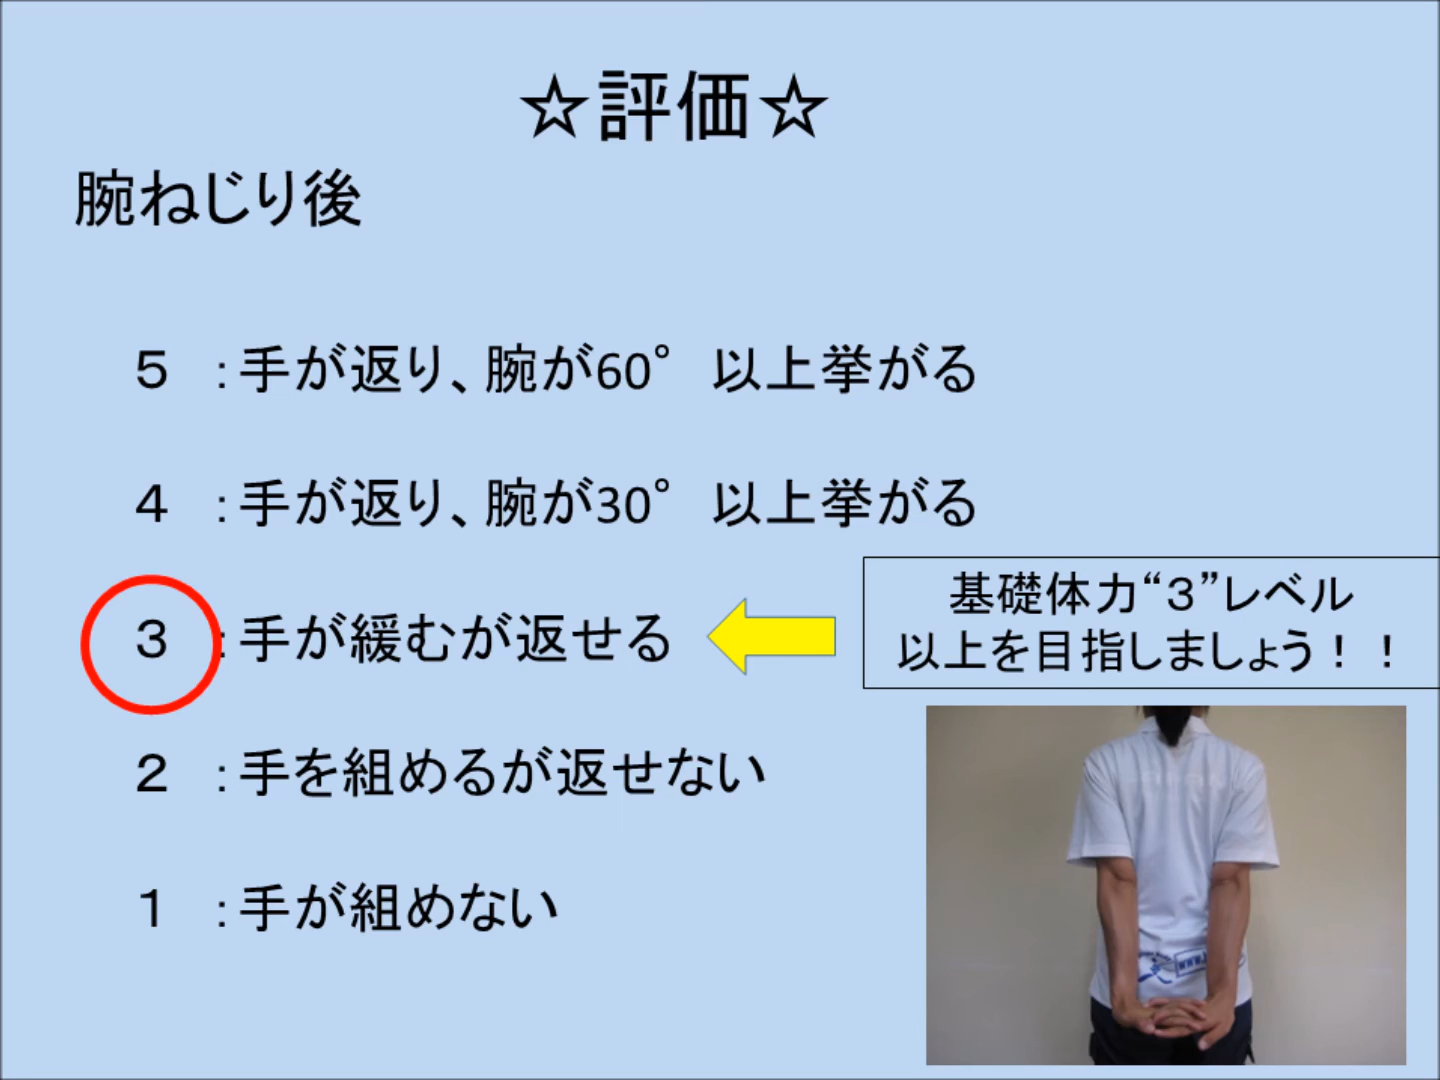 ☆評価☆
腕ねじり後
５ ：手が返り、腕が60°以上挙がる
４ ：手が返り、腕が30°以上挙がる
３ ：手が緩むが返せる
基礎体力“３”レベル
以上を目指しましょう！！
２ ：手を組めるが返せない
１ ：手が組めない